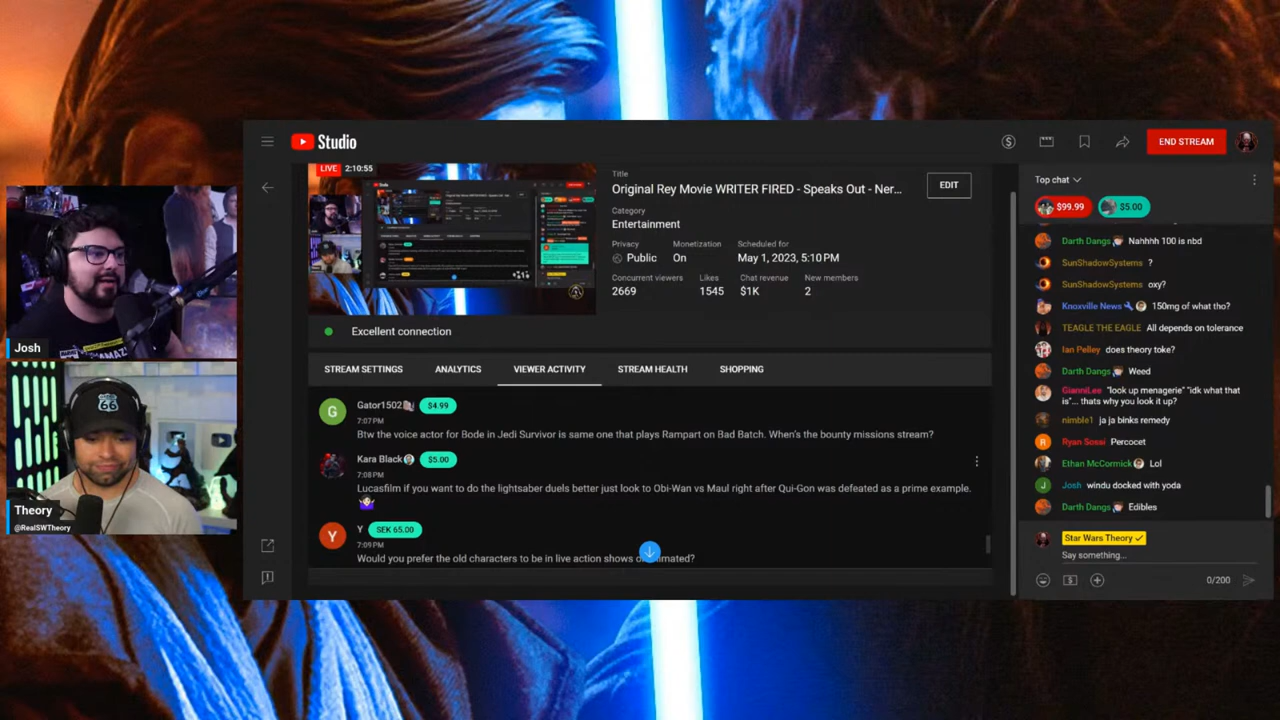 Studio
END STREAM
LIVE 2:10:55
Title
Original Rey Movie WRITER FIRED - Speaks Out - Ner...
EDIT
Category
Entertainment
Privacy Monetization Scheduled for
Public On May 1, 2023, 5:10 PM
Concurrent viewers Likes Chat revenue New members
2669 1545 $1K 2
Excellent connection
STREAM SETTINGS ANALYTICS VIEWER ACTIVITY STREAM HEALTH SHOPPING
Gator1502 $4.99
7:07 PM
Btw the voice actor for Bode in Jedi Survivor is same one that plays Rampart on Bad Batch. When's the bounty missions stream?
Kara Black $5.00
7:08 PM
Lucasfilm if you want to do the lightsaber duels better just look to Obi-Wan vs Maul right after Qui-Gon was defeated as a prime example.
Y
Y SEK 65.00
7:09 PM
Would you prefer the old characters to be in live action shows animated?
Top chat
$99.99 $5.00
Darth Dangs Nahhhh 100 is nbd
SunShadowSystems ?
SunShadowSystems oxy?
Knoxville News 150mg of what tho?
TEAGLE THE EAGLE All depends on tolerance
Ian Pelley does theory toke?
Darth Dangs Weed
GianniLee "look up menagerie" "idk what that
is"... thats why you look it up?
nimble1 ja ja binks remedy
Ryan Sosai Percocet
Ethan McCormick Lol
Josh windu docked with yoda
Darth Dangs Edibles
Star Wars Theory
Say something...
0/200
Josh
66
Theory
@RealSWTheory